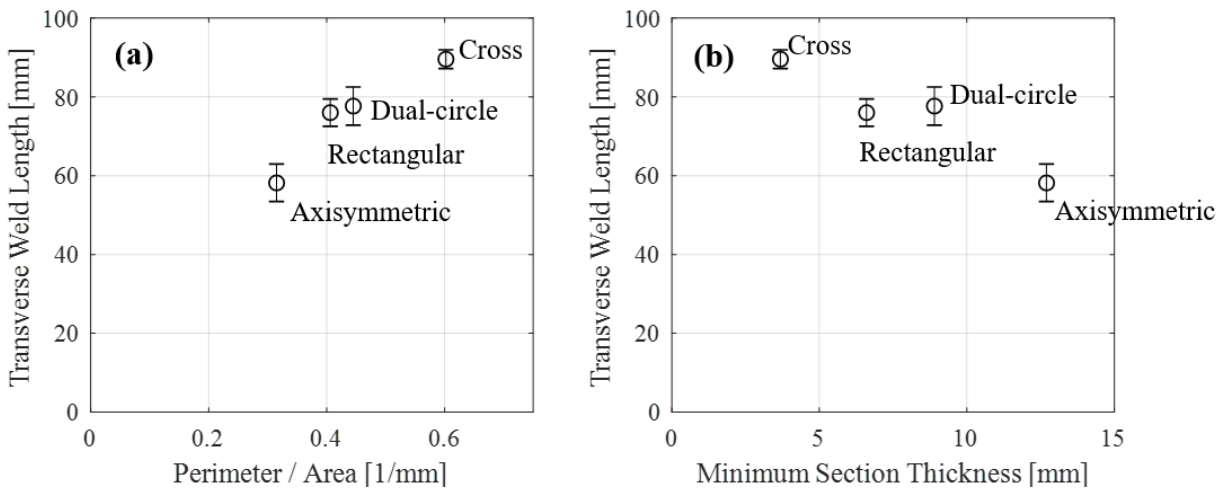 (a)
Transverse Weld Length [mm]
100
80
60
40
20
0
Cross
Dual-circle
Rectangular
Axisymmetric
0 0.2 0.4 0.6
Perimeter / Area [1/mm]
(b)
Transverse Weld Length [mm]
100
80
60
40
20
0
Cross
Dual-circle
Rectangular
Axisymmetric
0 5 10 15
Minimum Section Thickness [mm]